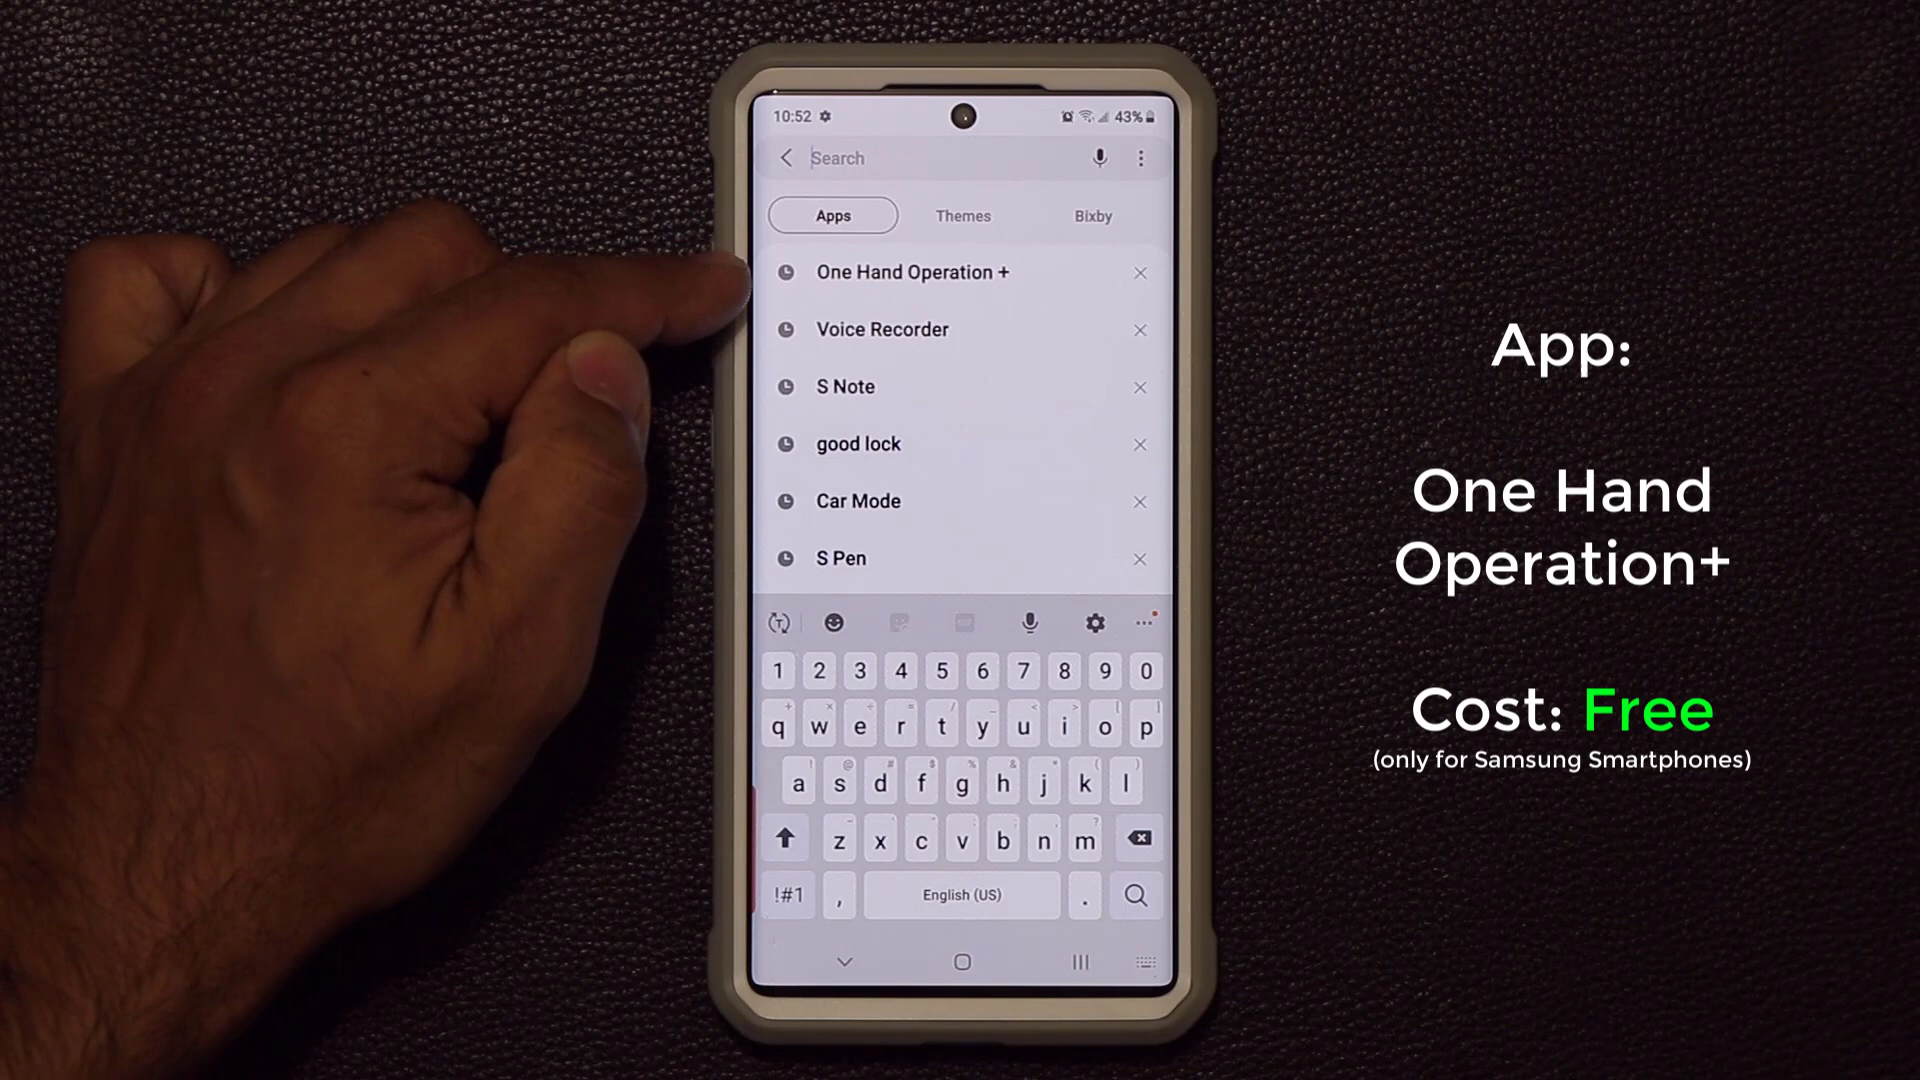 10:52
43%
Search
Apps Themes Bixby
One Hand Operation +
Voice Recorder
S Note
good lock
Car Mode
S Pen
1 2 3 4 5 6 7 8 9 0
q w e r t y u i o p
a s d f g h j k l
z x c v b n m
!#1 , English (US) .
App:
One Hand
Operation+
Cost: Free
(only for Samsung Smartphones)